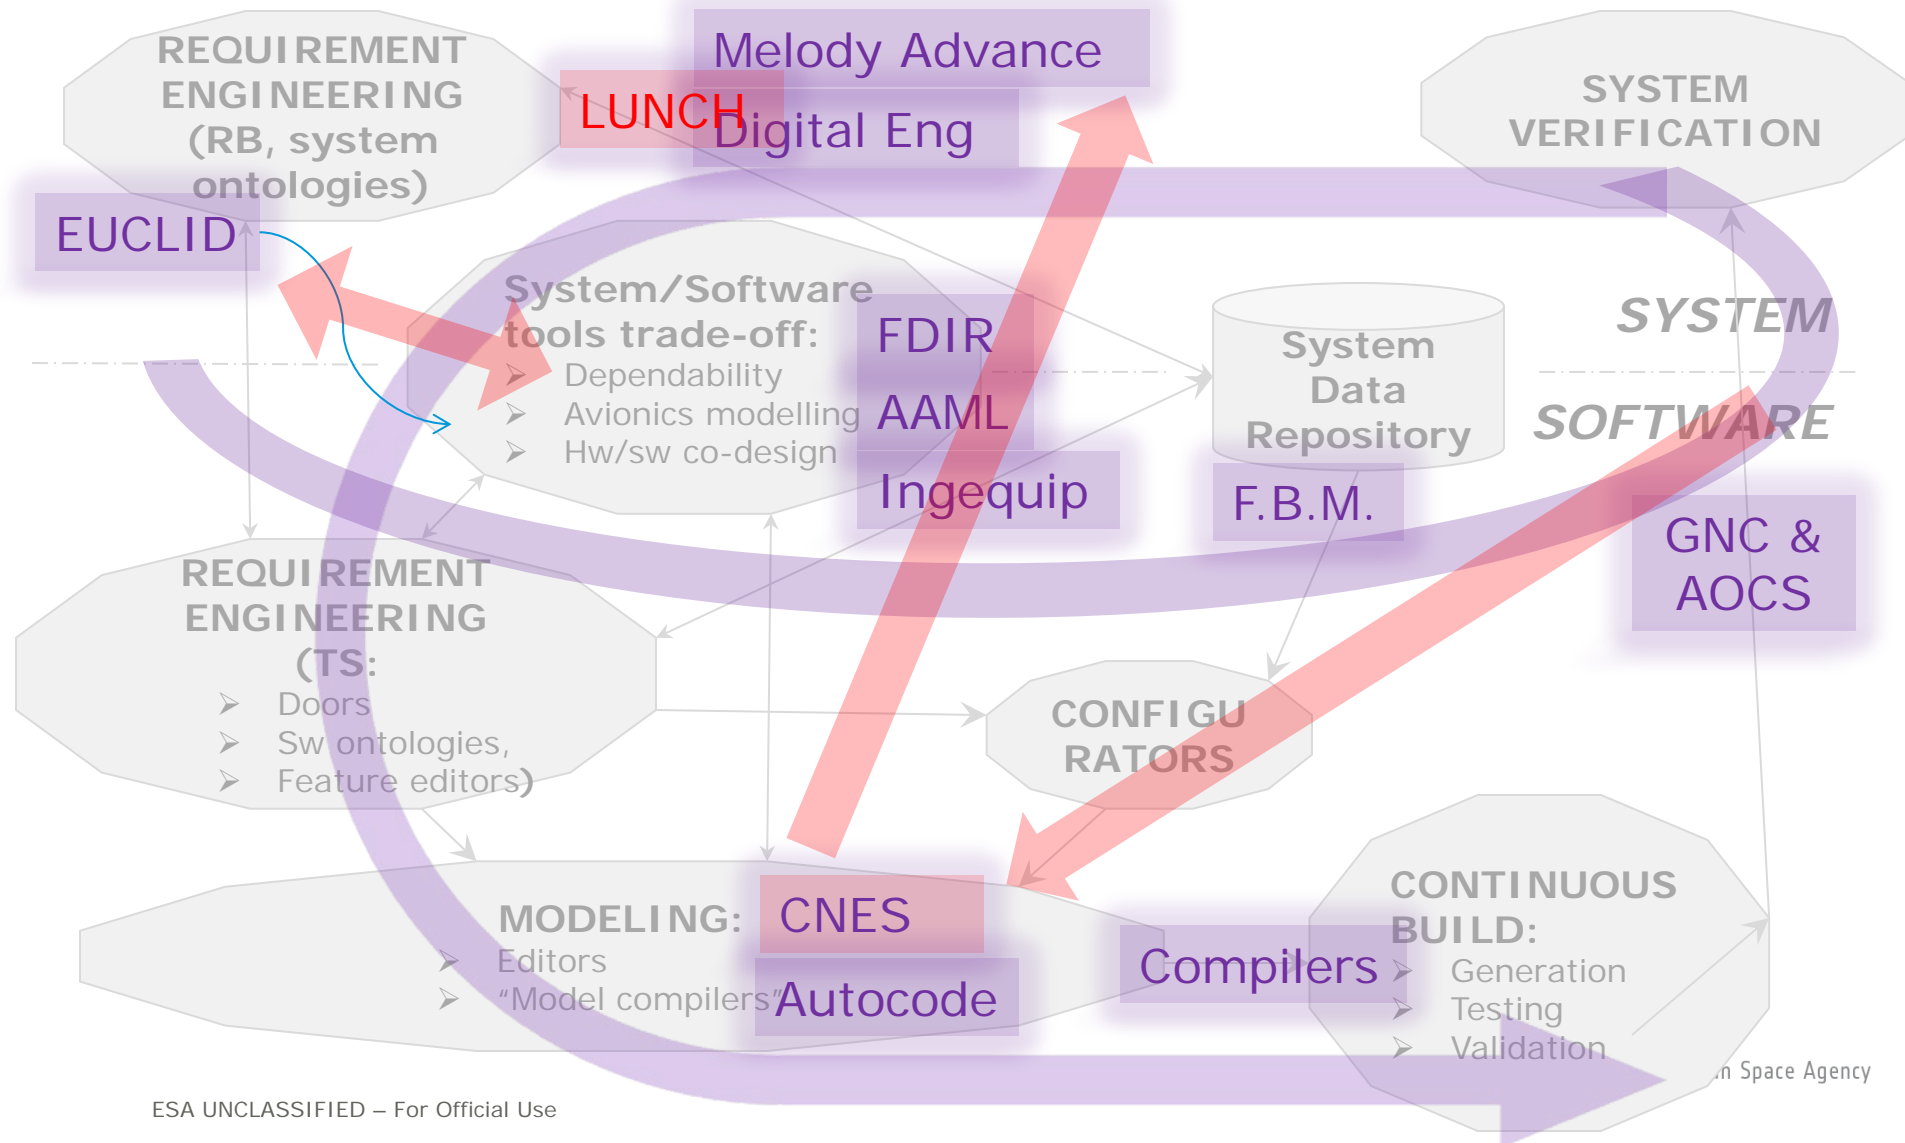 REQUIREMENT
ENGINEERING
(RB, system
ontologies)
EUCLID
LUNCH
Melody Advance
Digital Eng
SYSTEM
VERIFICATION
System/Software
tools trade-off:
➢ Dependability
➢ Avionics modelling
➢ Hw/sw co-design
FDIR
AAML
Ingequip
System
Data
Repository
F.B.M.
SYSTEM
SOFTWARE
GNC &
AOCS
REQUIREMENT
ENGINEERING
(TS:
➢ Doors
➢ Sw ontologies,
➢ Feature editors)
CONFIGU
RATORS
MODELING:
➢ Editors
➢ “Model compilers”
CNES
Autocode
Compilers
CONTINUOUS
BUILD:
➢ Generation
➢ Testing
➢ Validation
Space Agency
ESA UNCLASSIFIED – For Official Use